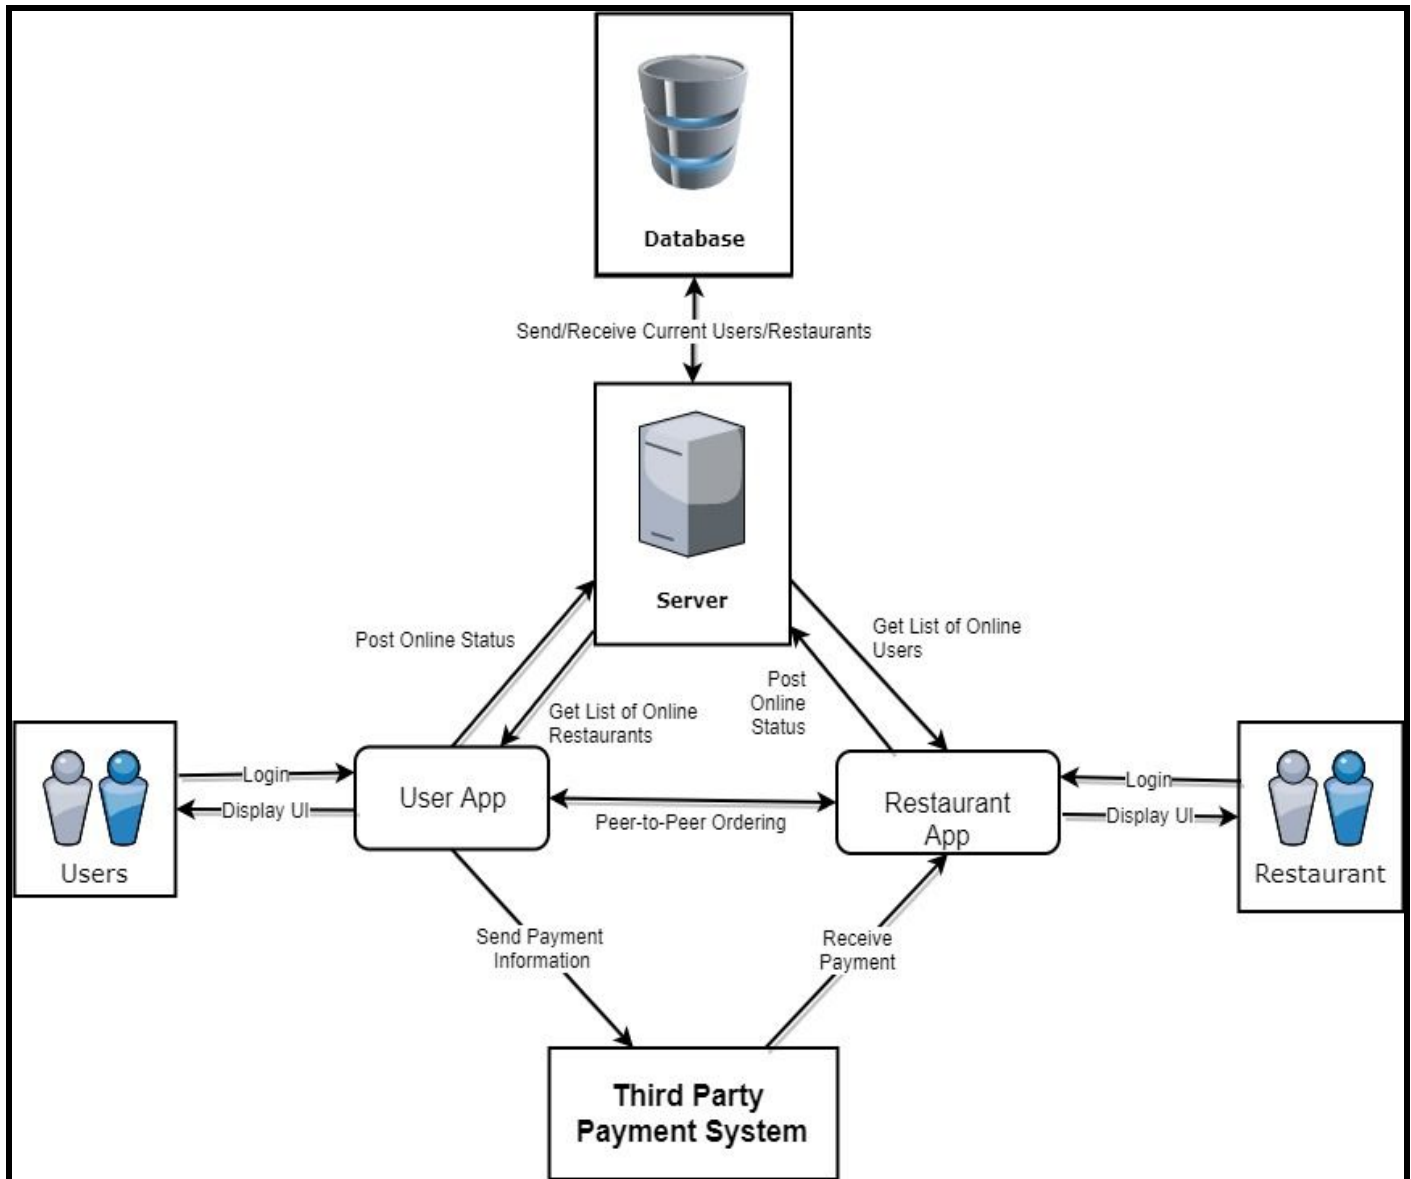 Database
Send/Receive Current Users/Restaurants
Server
Post Online Status
Get List of Online
Users
Post
Online
Status
Get List of Online
Restaurants
Login
User App
Display UI
Users
Peer-to-Peer Ordering
Restaurant
App
Login
Display UI
Restaurant
Send Payment
Information
Receive
Payment
Third Party
Payment System